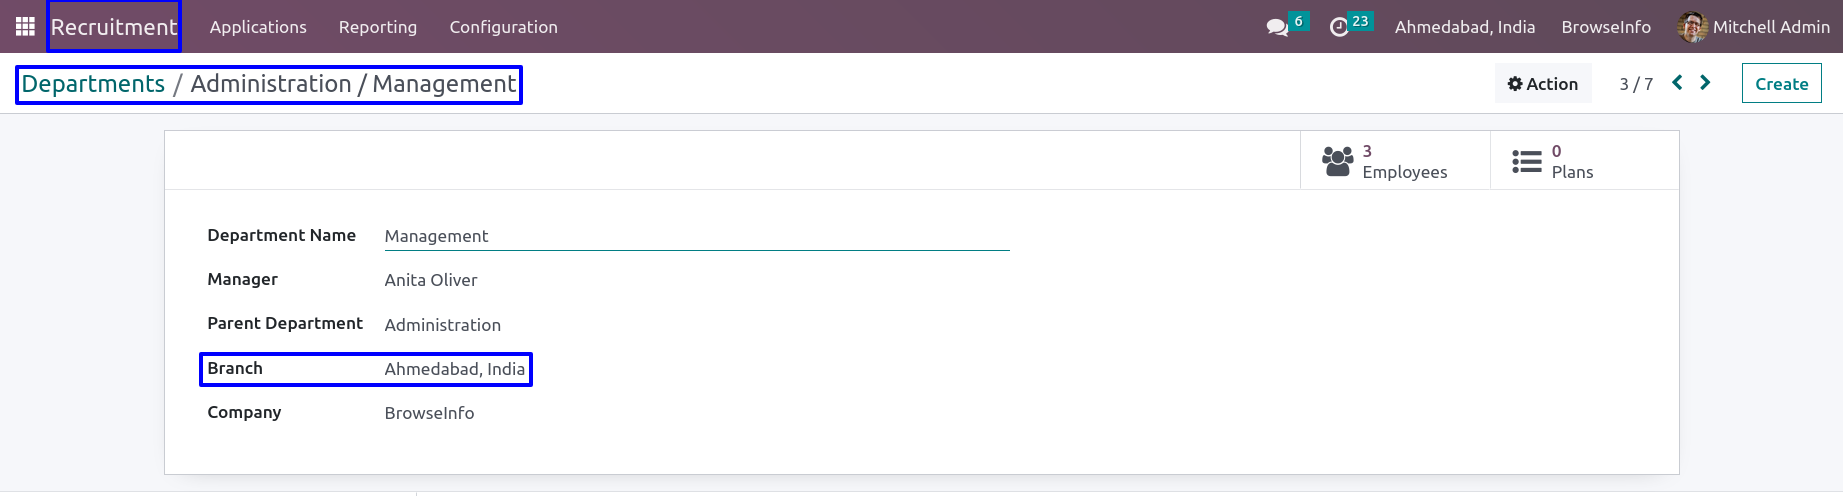 Recruitment Applications Reporting Configuration 6 23 Ahmedabad, India BrowseInfo Mitchell Admin
Departments / Administration / Management Action 3 / 7 Create
3 Employees
0 Plans
Department Name Management
Manager Anita Oliver
Parent Department Administration
Branch Ahmedabad, India
Company BrowseInfo